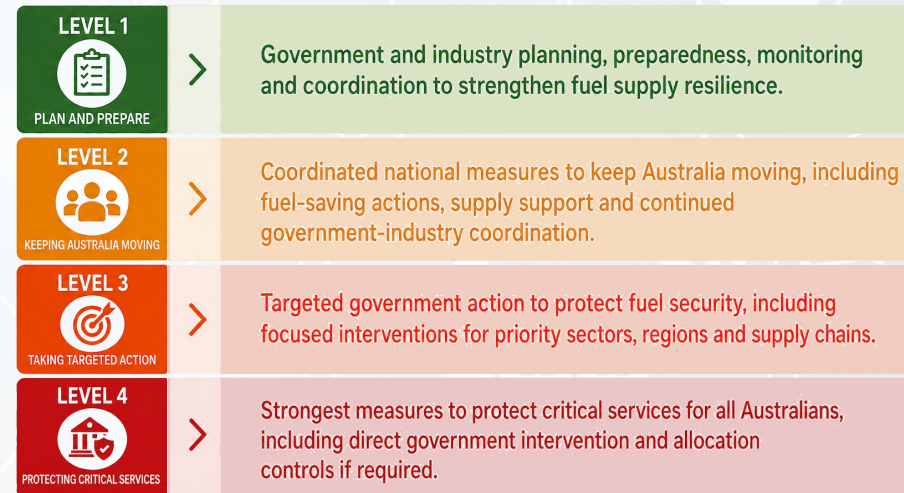 LEVEL 1
PLAN AND PREPARE
Government and industry planning, preparedness, monitoring
and coordination to strengthen fuel supply resilience.
LEVEL 2
KEEPING AUSTRALIA MOVING
Coordinated national measures to keep Australia moving, including
fuel-saving actions, supply support and continued
government-industry coordination.
LEVEL 3
TAKING TARGETED ACTION
Targeted government action to protect fuel security, including
focused interventions for priority sectors, regions and supply chains.
LEVEL 4
PROTECTING CRITICAL SERVICES
Strongest measures to protect critical services for all Australians,
including direct government intervention and allocation
controls if required.